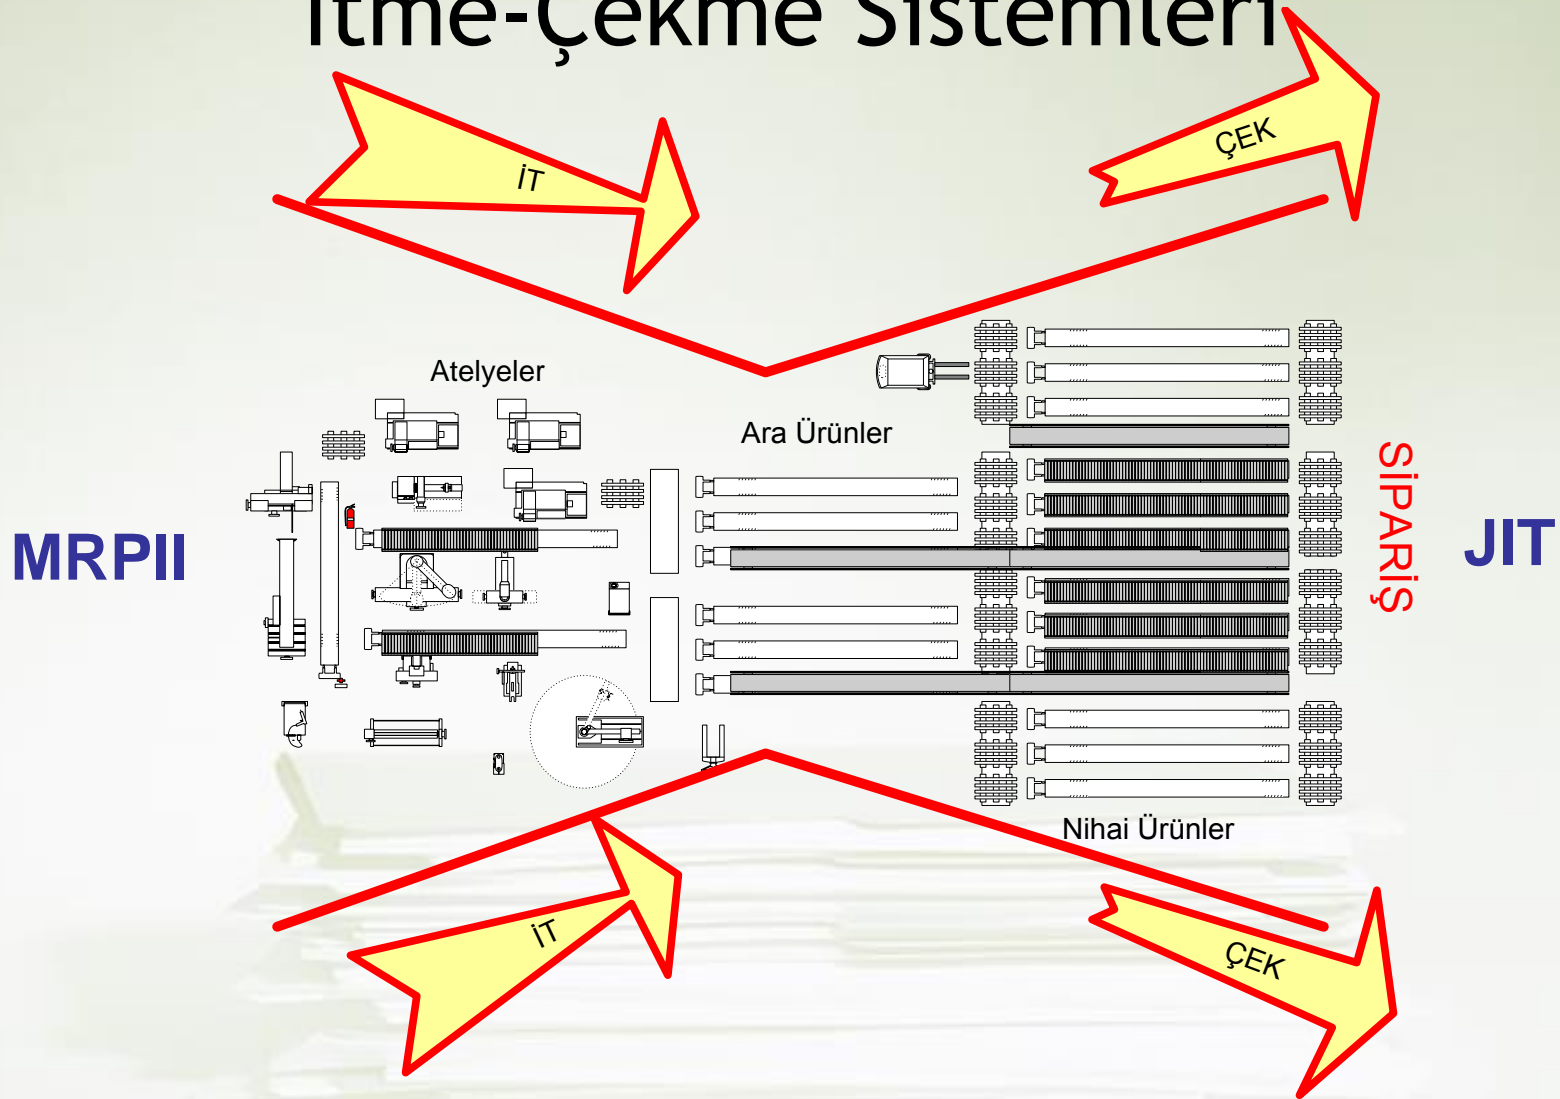 İtme-Çekme Sistemleri
İT
ÇEK
Atelyeler
Ara Ürünler
MRPII
SİPARİŞ
JIT
Nihai Ürünler
İT
ÇEK